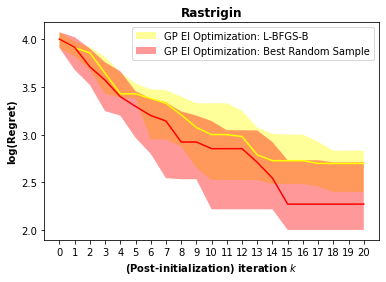 Rastrigin
GP EI Optimization: L-BFGS-B
GP EI Optimization: Best Random Sample
log(Regret)
4.0
3.5
3.0
2.5
2.0
0 1 2 3 4 5 6 7 8 9 10 11 12 13 14 15 16 17 18 19 20
(Post-initialization) iteration k